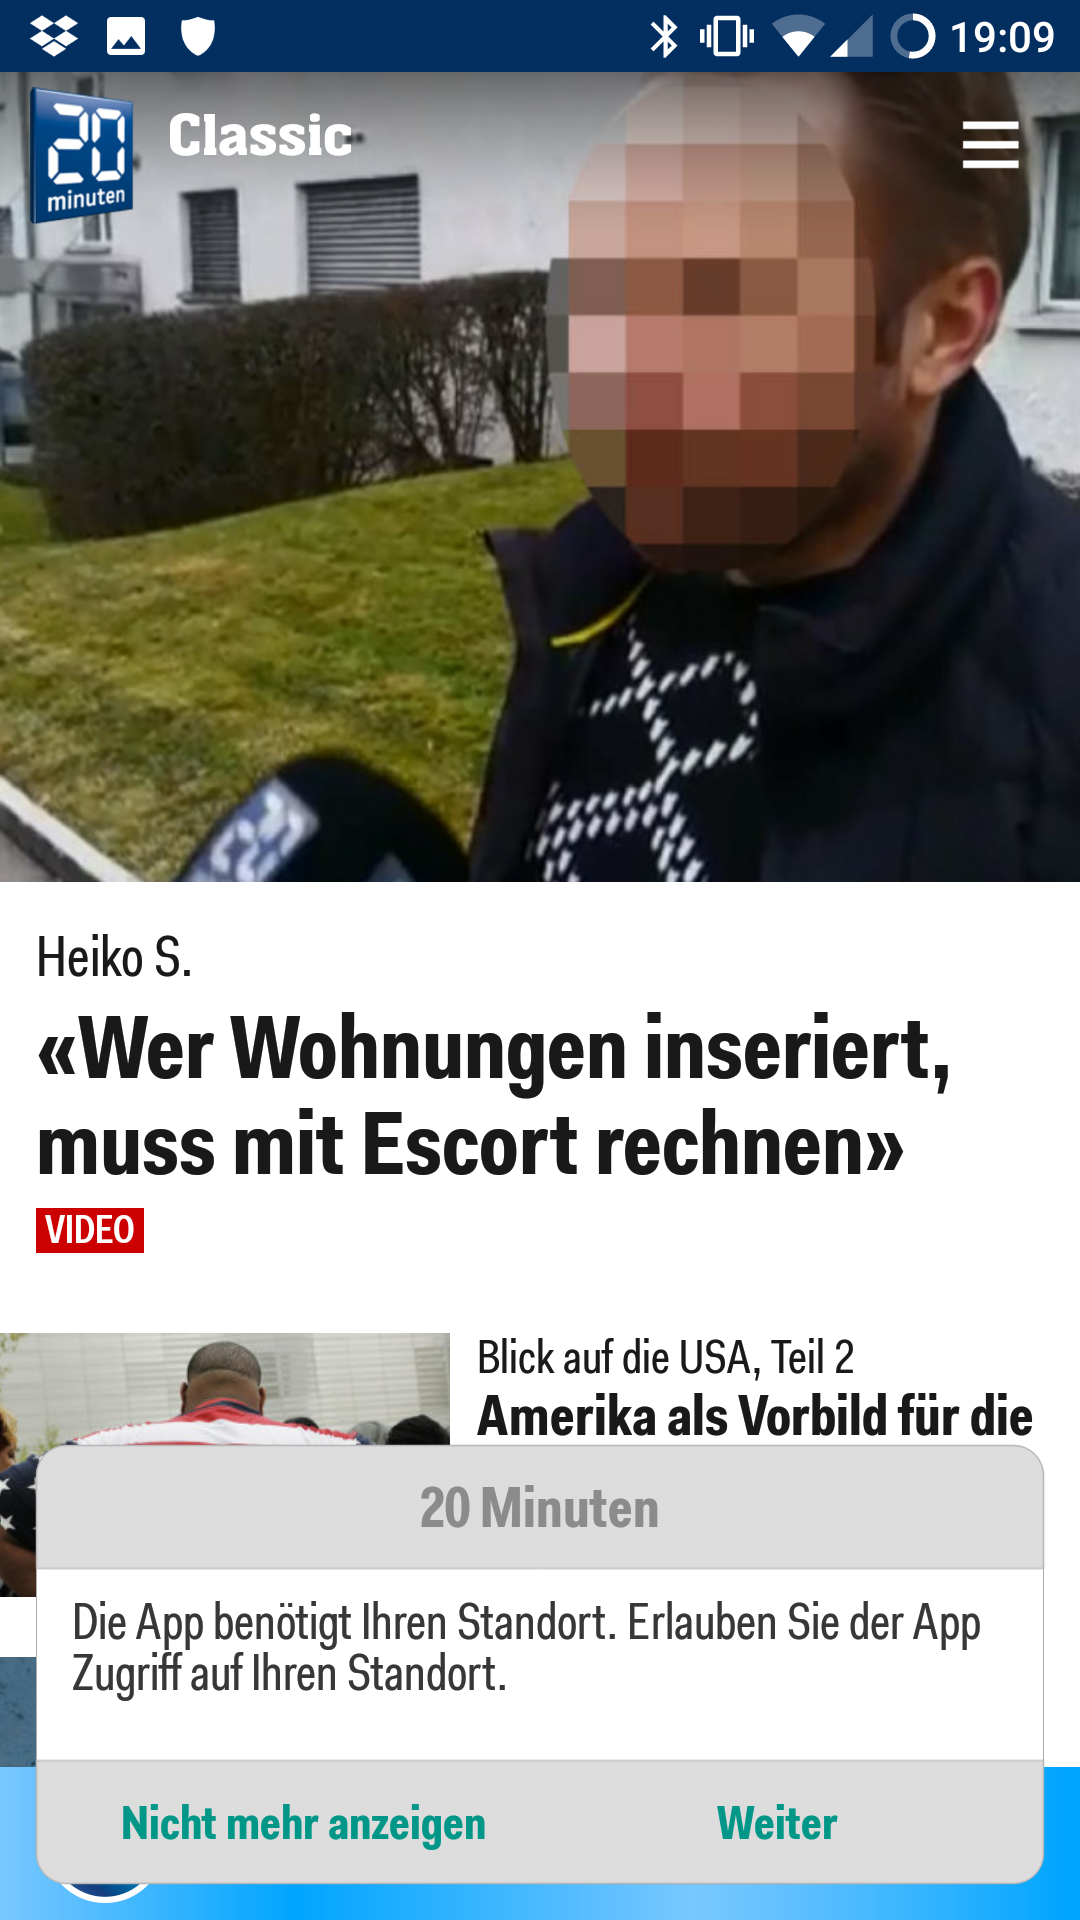 19:09
20
minuten
Classic
20
Heiko S.
«Wer Wohnungen inseriert,
muss mit Escort rechnen»
VIDEO
Blick auf die USA, Teil 2
Amerika als Vorbild für die
20 Minuten
Die App benötigt Ihren Standort. Erlauben Sie der App
Zugriff auf Ihren Standort.
Nicht mehr anzeigen
Weiter